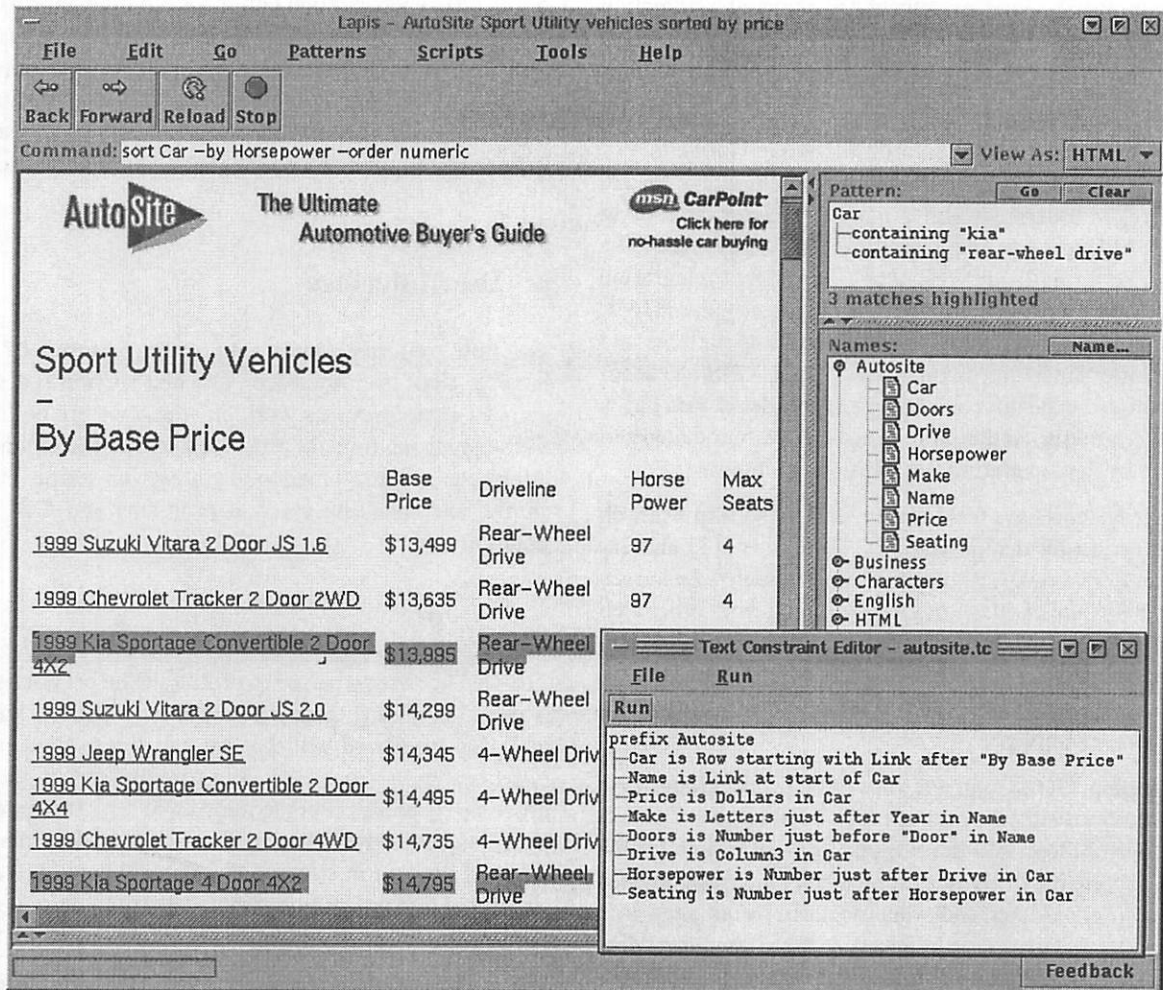 Lapis – AutoSite Sport Utility vehicles sorted by price
File Edit Go Patterns Scripts Tools Help
Back Forward Reload Stop
Command: sort Car –by Horsepower –order numeric
View As: HTML
AutoSite
The Ultimate
Automotive Buyer's Guide
msn CarPoint
Click here for
no-hassle car buying
Pattern: Go Clear
Car
containing "kia"
containing "rear-wheel drive"
3 matches highlighted
Names: Name...
Autosite
Car
Doors
Drive
Horsepower
Make
Name
Price
Seating
Business
Characters
English
HTML
Sport Utility Vehicles
–
By Base Price
Base Price Driveline Horse Power Max Seats
1999 Suzuki Vitara 2 Door JS 1.6 $13,499 Rear–Wheel Drive 97 4
1999 Chevrolet Tracker 2 Door 2WD $13,635 Rear–Wheel Drive 97 4
1999 Kia Sportage Convertible 2 Door 4X2 $13,995 Rear–Wheel Drive
1999 Suzuki Vitara 2 Door JS 2.0 $14,299 Rear–Wheel Drive
1999 Jeep Wrangler SE $14,345 4–Wheel Driv
1999 Kia Sportage Convertible 2 Door 4X4 $14,495 4–Wheel Driv
1999 Chevrolet Tracker 2 Door 4WD $14,735 4–Wheel Driv
1999 Kia Sportage 4 Door 4X2 $14,795 Rear–Wheel Drive
Text Constraint Editor – autosite.tc
File Run
Run
prefix Autosite
Car is Row starting with Link after "By Base Price"
Name is Link at start of Car
Price is Dollars in Car
Make is Letters just after Year in Name
Doors is Number just before "Door" in Name
Drive is Column3 in Car
Horsepower is Number just after Drive in Car
Seating is Number just after Horsepower in Car
Feedback